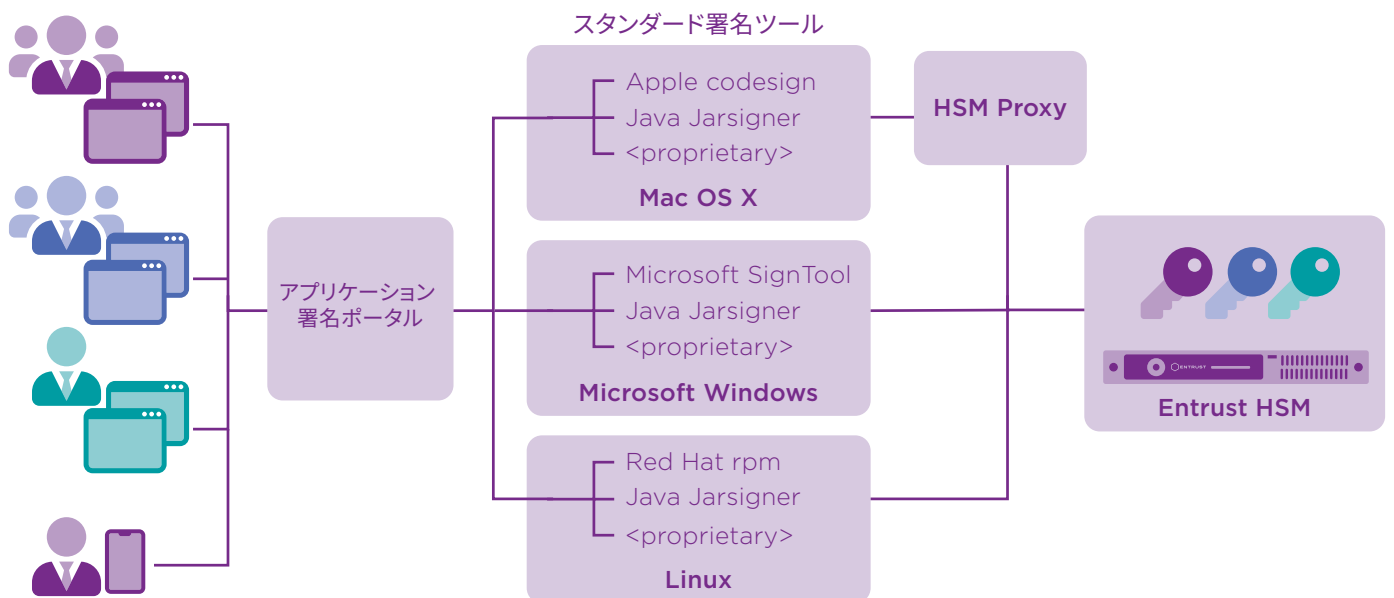 スタンダード署名ツール
アプリケーション
署名ポータル
Apple codesign
Java Jarsigner
<proprietary>
Mac OS X
Microsoft SignTool
Java Jarsigner
<proprietary>
Microsoft Windows
Red Hat rpm
Java Jarsigner
<proprietary>
Linux
HSM Proxy
ENTRUST
Entrust HSM